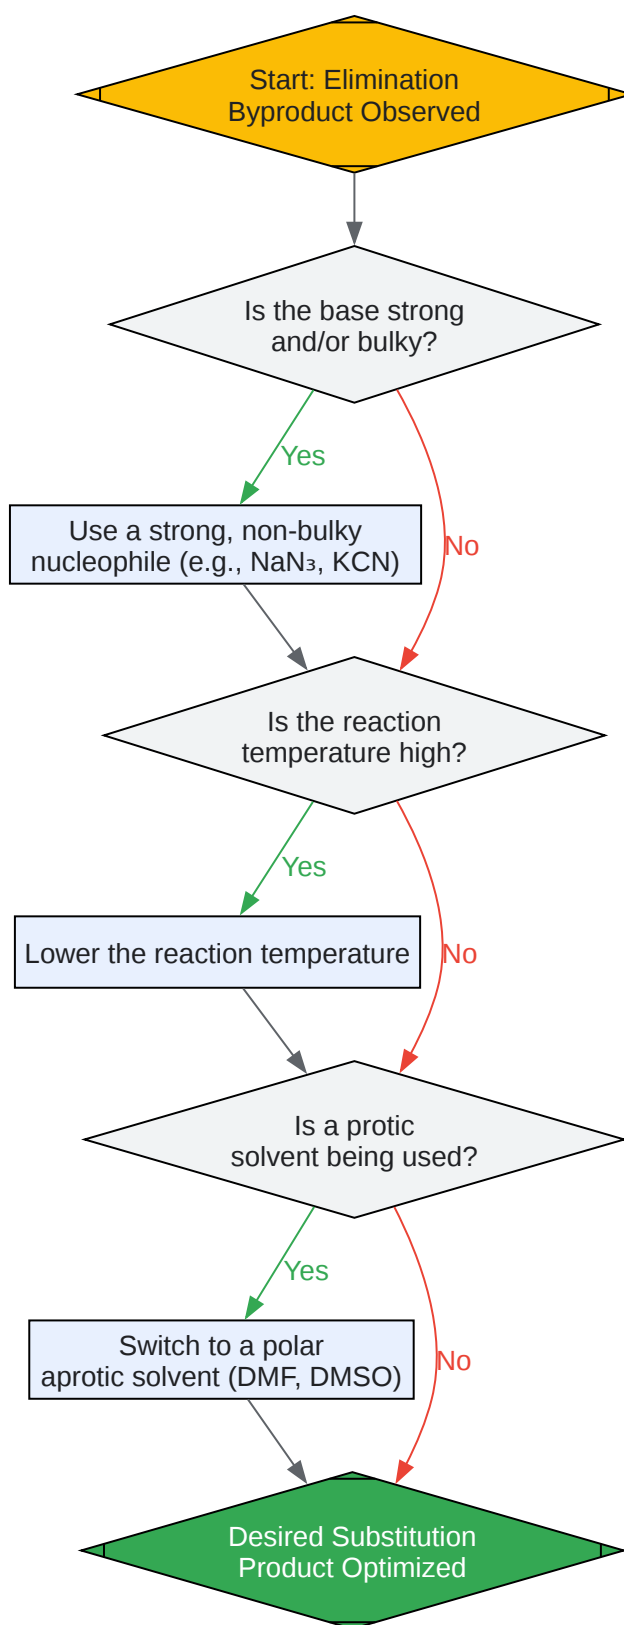 Start: Elimination
Byproduct Observed
Is the base strong
and/or bulky?
Yes
Use a strong, non-bulky
nucleophile (e.g., NaN₃, KCN)
No
Is the reaction
temperature high?
Yes
Lower the reaction temperature
No
Is a protic
solvent being used?
Yes
Switch to a polar
aprotic solvent (DMF, DMSO)
No
Desired Substitution
Product Optimized